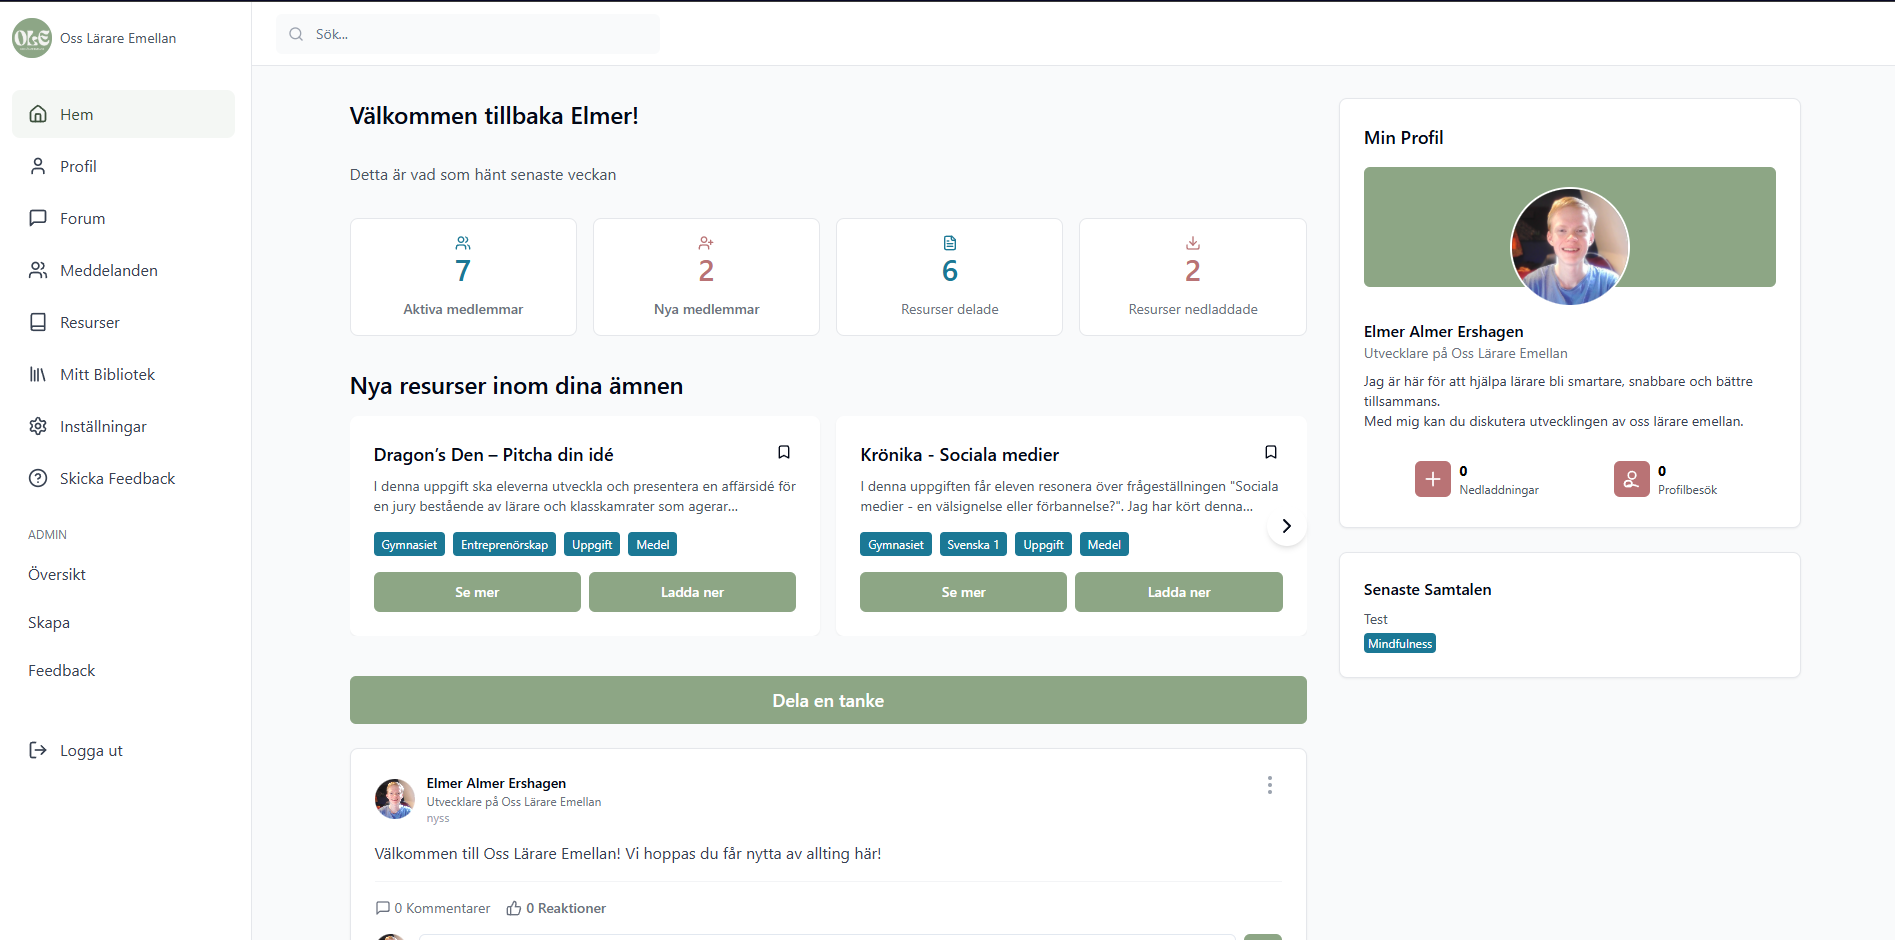 OLE
Oss Lärare Emellan
Sök...
Hem
Profil
Forum
Meddelanden
Resurser
Mitt Bibliotek
Inställningar
Skicka Feedback
ADMIN
Översikt
Skapa
Feedback
Logga ut
Välkommen tillbaka Elmer!
Detta är vad som hänt senaste veckan
7
Aktiva medlemmar
2
Nya medlemmar
6
Resurser delade
2
Resurser nedladdade
Nya resurser inom dina ämnen
Dragon’s Den – Pitcha din idé
I denna uppgift ska eleverna utveckla och presentera en affärsidé för
en jury bestående av lärare och klasskamrater som agerar...
Gymnasiet Entreprenörskap Uppgift Medel
Se mer Ladda ner
Krönika - Sociala medier
I denna uppgiften får eleven resonera över frågeställningen "Sociala
medier - en välsignelse eller förbannelse?". Jag har kört denna...
Gymnasiet Svenska 1 Uppgift Medel
Se mer Ladda ner
Dela en tanke
Elmer Almer Ershagen
Utvecklare på Oss Lärare Emellan
nyss
Välkommen till Oss Lärare Emellan! Vi hoppas du får nytta av allting här!
0 Kommentarer 0 Reaktioner
Min Profil
Elmer Almer Ershagen
Utvecklare på Oss Lärare Emellan
Jag är här för att hjälpa lärare bli smartare, snabbare och bättre
tillsammans.
Med mig kan du diskutera utvecklingen av oss lärare emellan.
0
Nedladdningar
0
Profilbesök
Senaste Samtalen
Test
Mindfulness